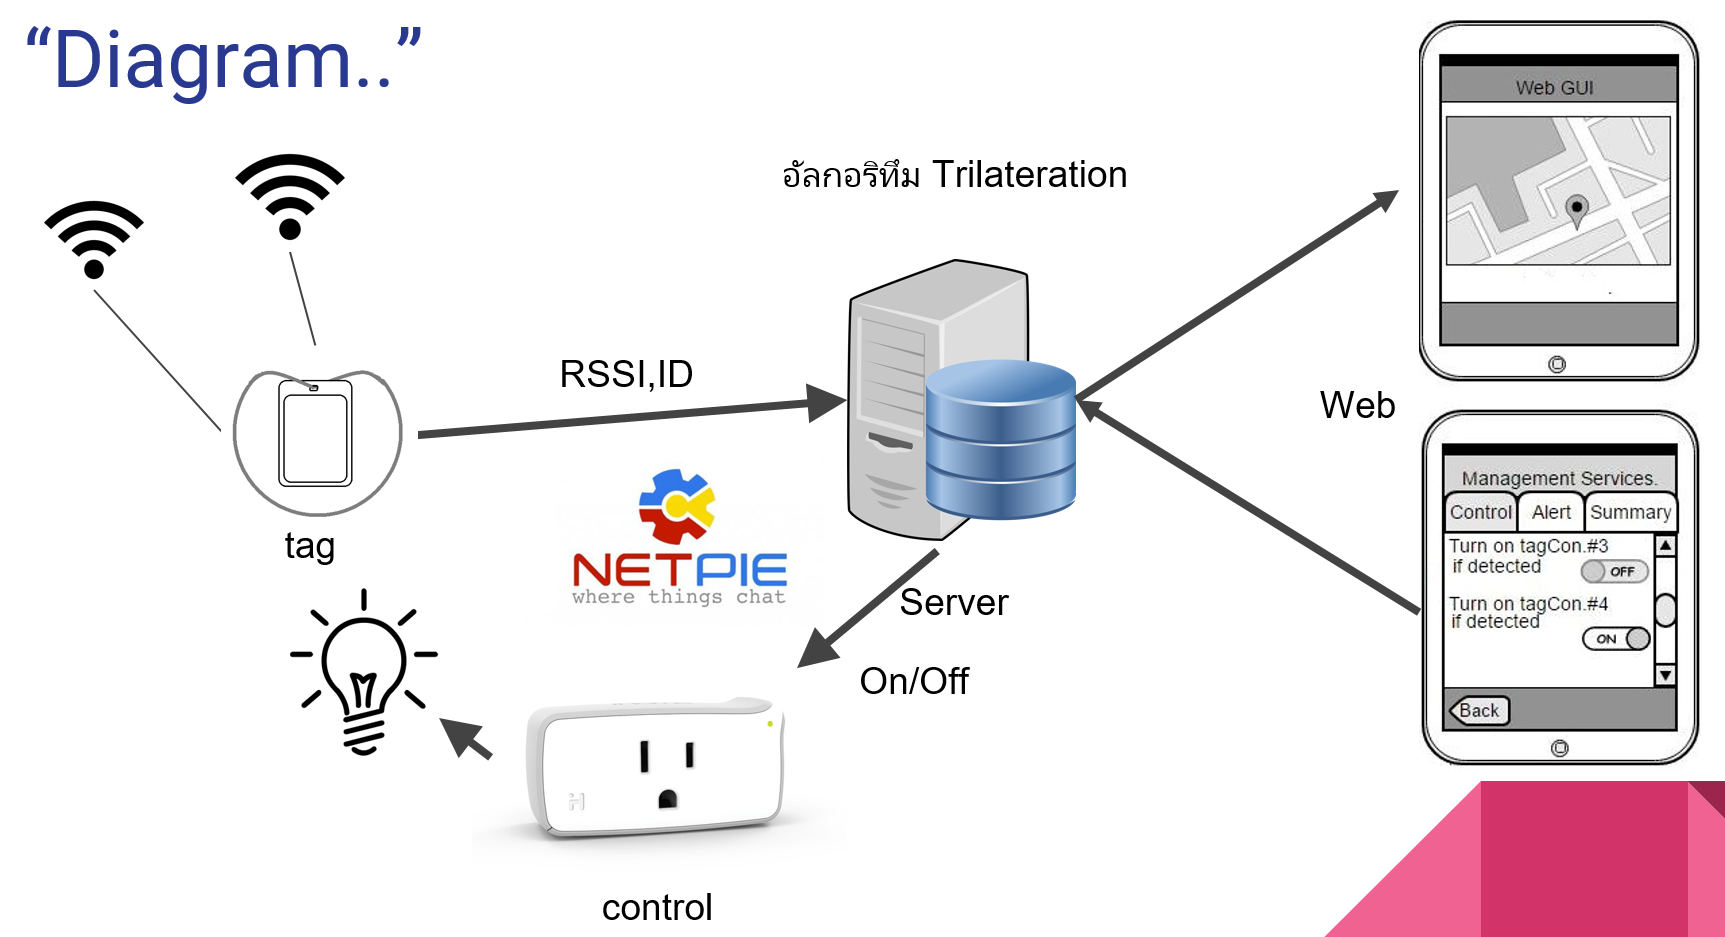 “Diagram..”
อัลกอริทึม Trilateration
Web GUI
RSSI,ID
Web
tag
NETPIE
where things chat
Server
On/Off
control
Management Services.
Control Alert Summary
Turn on tagCon.#3
if detected
OFF
Turn on tagCon.#4
if detected
ON
Back